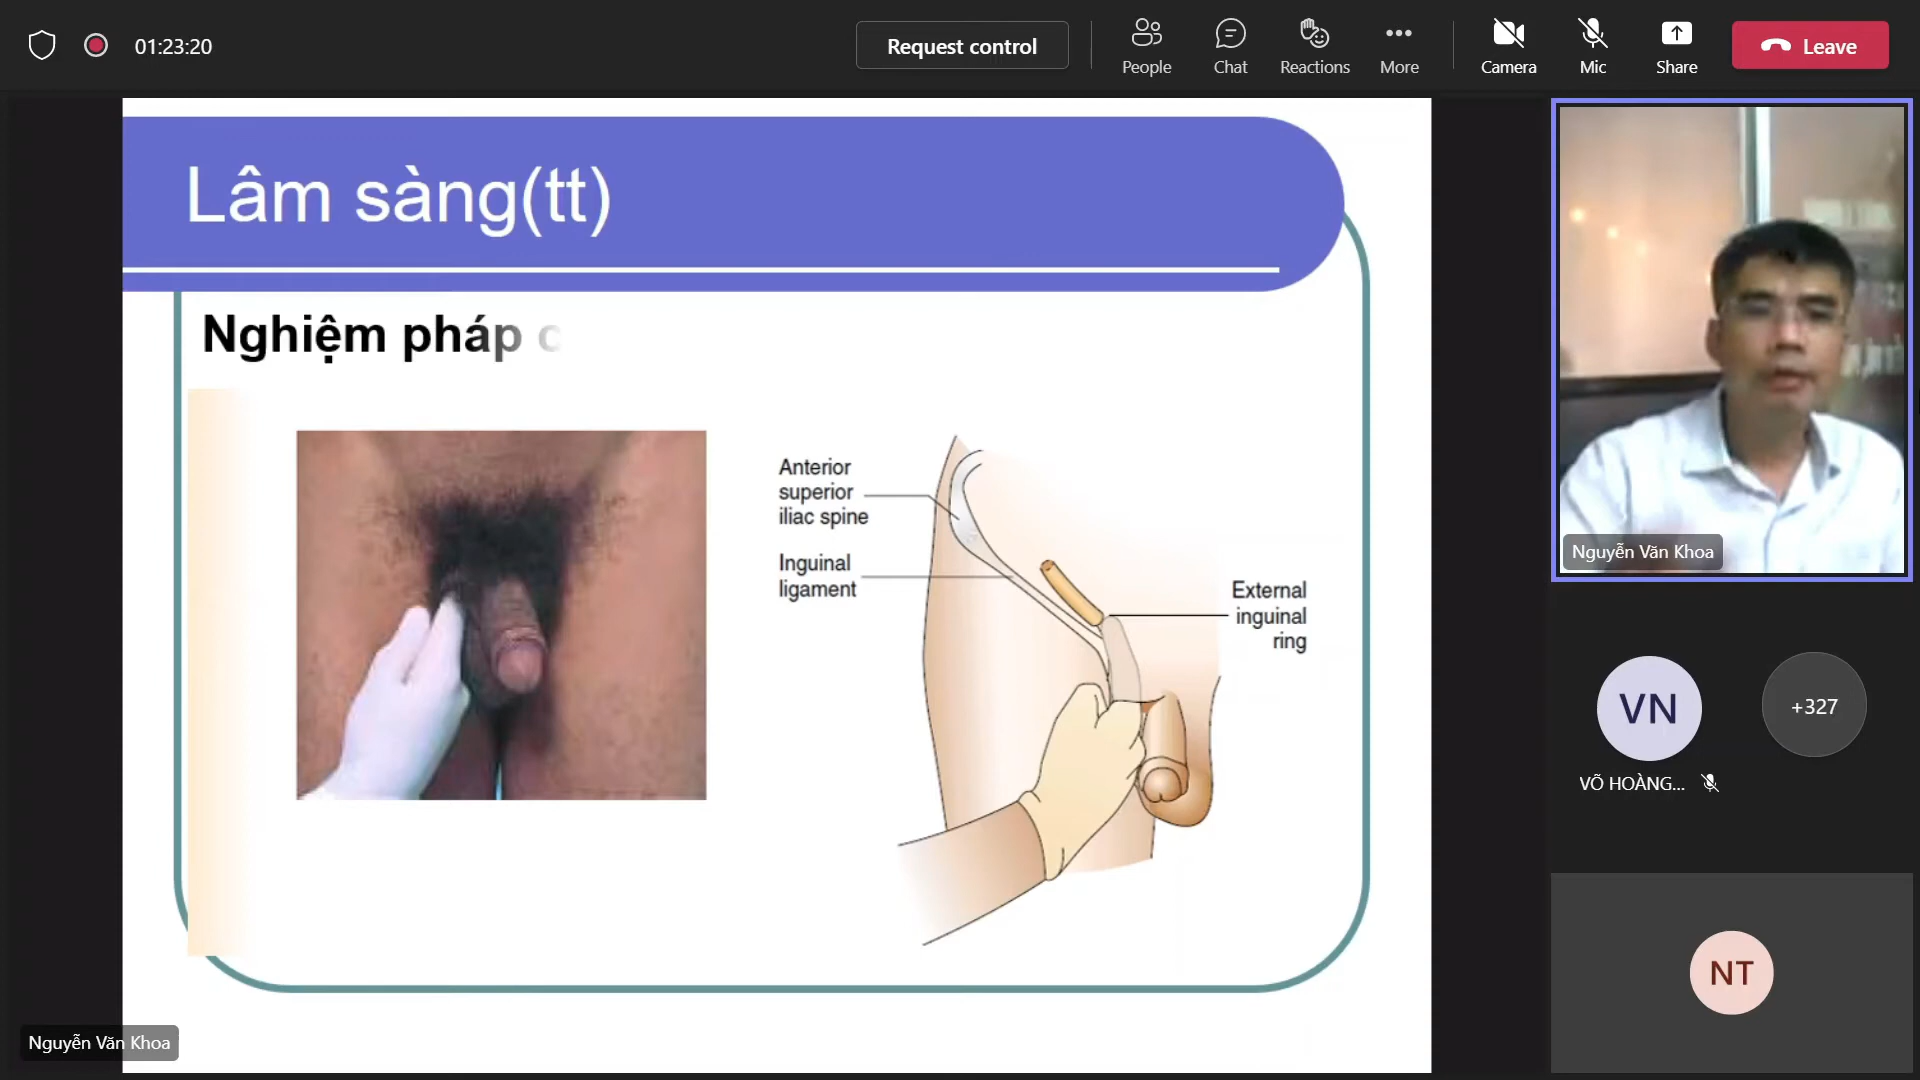 01:23:20
Request control
People
Chat
Reactions
More
Camera
Mic
Share
Leave
Lâm sàng(tt)
Nghiệm pháp c
Anterior
superior
iliac spine
Inguinal
ligament
External
inguinal
ring
Nguyễn Văn Khoa
VN
+327
VÕ HOÀNG...
NT
Nguyễn Văn Khoa